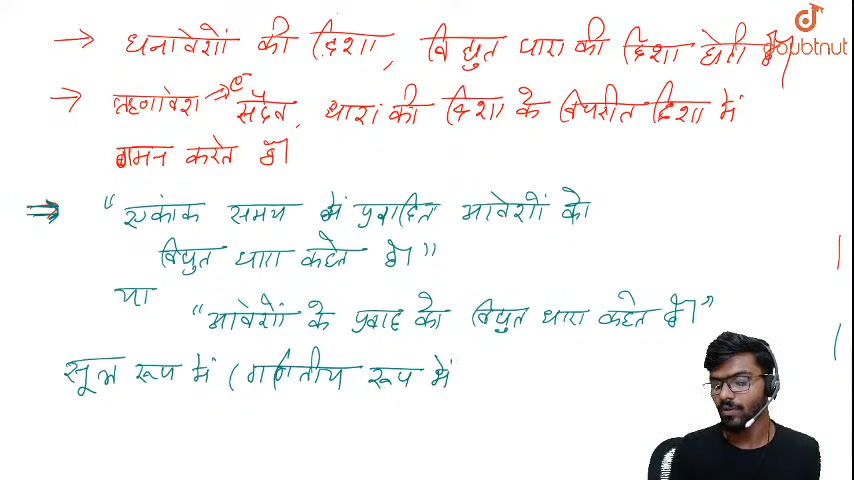 → धनावेशों की दिशा, विद्युत धारा की दिशा होती है।
doubtnut
→ ऋणावेश → e⁻ सदैव, धारा की दिशा के विपरीत दिशा में
गमन करते हैं।
⇒ "एकांक समय में प्रवाहित आवेशों को
विद्युत धारा कहते हैं।"
या
"आवेशों के प्रवाह को विद्युत धारा कहते हैं।"
सूत्र रूप में (गणितीय रूप में